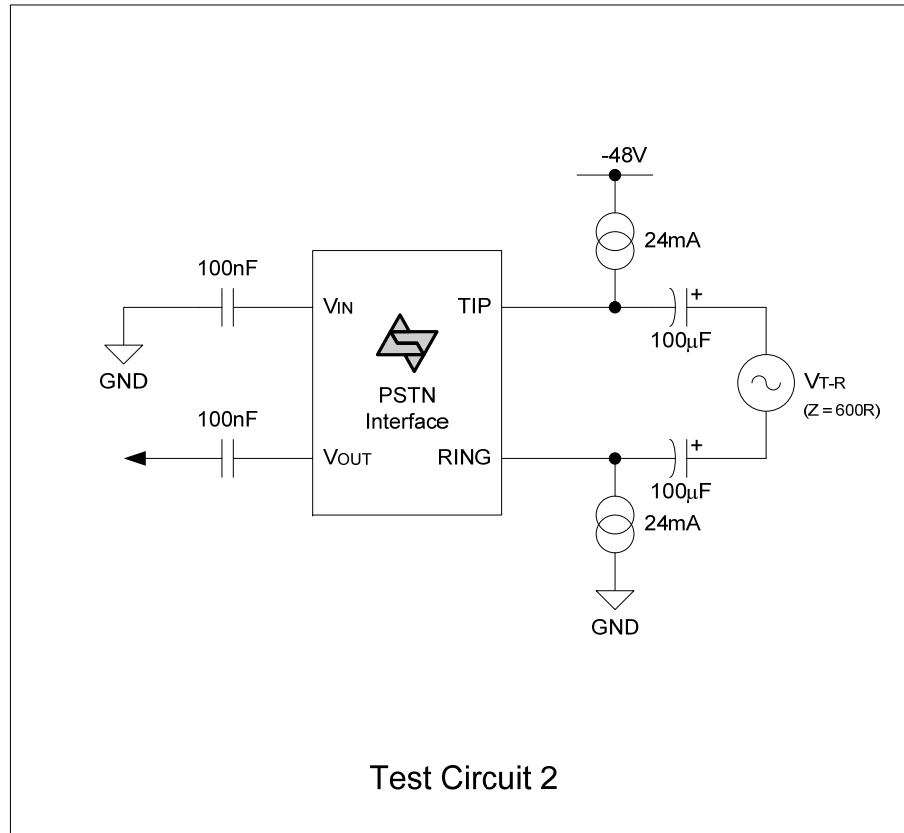 -48V
24mA
100nF
VIN
TIP
+
100μF
GND
PSTN
Interface
VT-R
(Z = 600R)
100nF
VOUT
RING
+
100μF
24mA
GND
Test Circuit 2